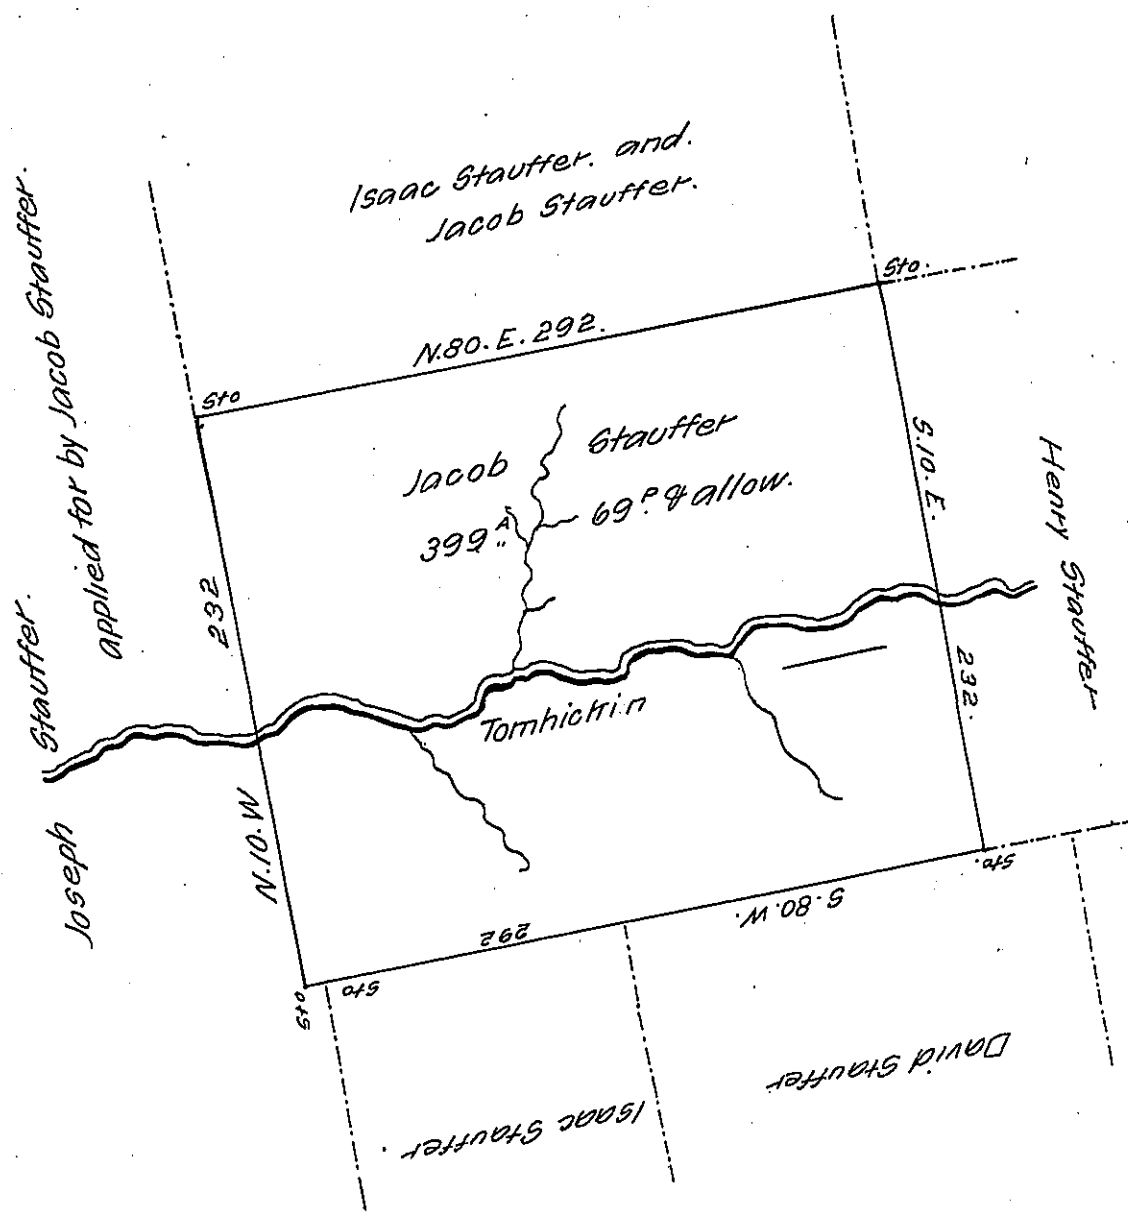 Isaac Stauffer. and.
Jacob Stauffer.
Joseph Stauffer.
applied for by Jacob Stauffer.
Sto.
N.80.E.292.
Sto
Jacob Stauffer
399.A 69.P & allow.
S.10.E.
232.
232
N.10.W
Henry Stauffer
Tomhickin
Sto.
S.80.W.
292
Sto
Sto
David Stauffer
Isaac Stauffer.